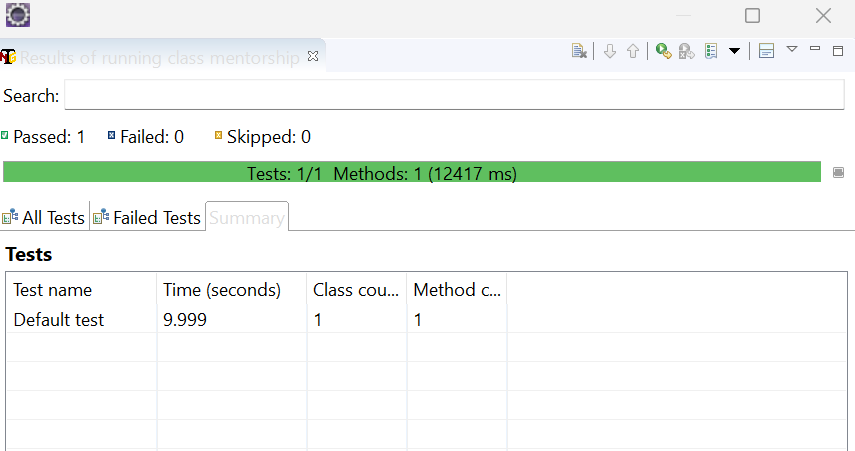 Results of running class mentorship
Search:
Passed: 1 Failed: 0 Skipped: 0
Tests: 1/1 Methods: 1 (12417 ms)
All Tests Failed Tests Summary
Tests
Test name Time (seconds) Class cou... Method c...
Default test 9.999 1 1